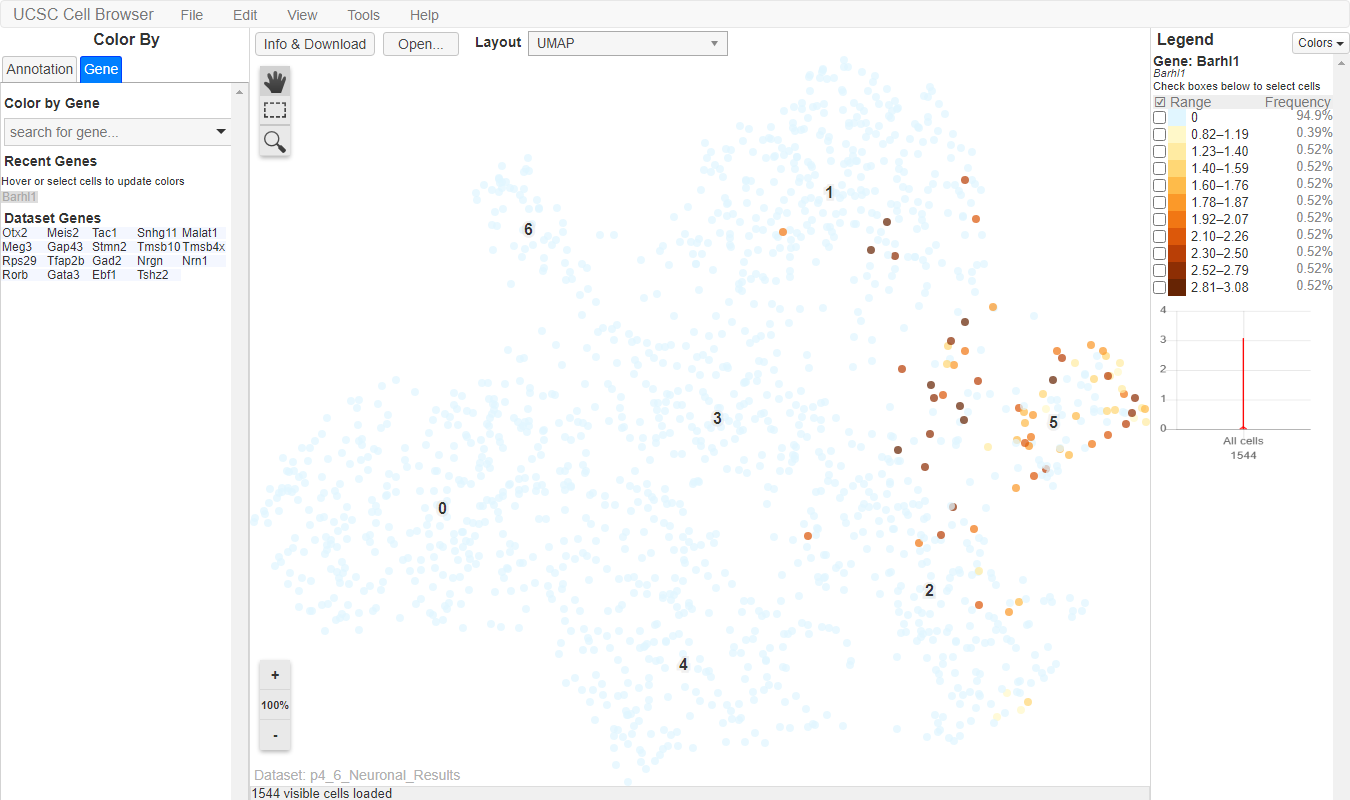 UCSC Cell Browser File Edit View Tools Help
Color By
Annotation Gene
Color by Gene
search for gene...
Recent Genes
Hover or select cells to update colors
Barhl1
Dataset Genes
Otx2 Meis2 Tac1 Snhg11 Malat1
Meg3 Gap43 Stmn2 Tmsb10 Tmsb4x
Rps29 Tfap2b Gad2 Nrgn Nrn1
Rorb Gata3 Ebf1 Tshz2
Info & Download Open... Layout UMAP
1
6
3
5
0
2
4
+
100%
-
Dataset: p4_6_Neuronal_Results
1544 visible cells loaded
Legend Colors
Gene: Barhl1
Barhl1
Check boxes below to select cells
Range Frequency
0 94.9%
0.82–1.19 0.39%
1.23–1.40 0.52%
1.40–1.59 0.52%
1.60–1.76 0.52%
1.78–1.87 0.52%
1.92–2.07 0.52%
2.10–2.26 0.52%
2.30–2.50 0.52%
2.52–2.79 0.52%
2.81–3.08 0.52%
4
3
2
1
0
All cells
1544